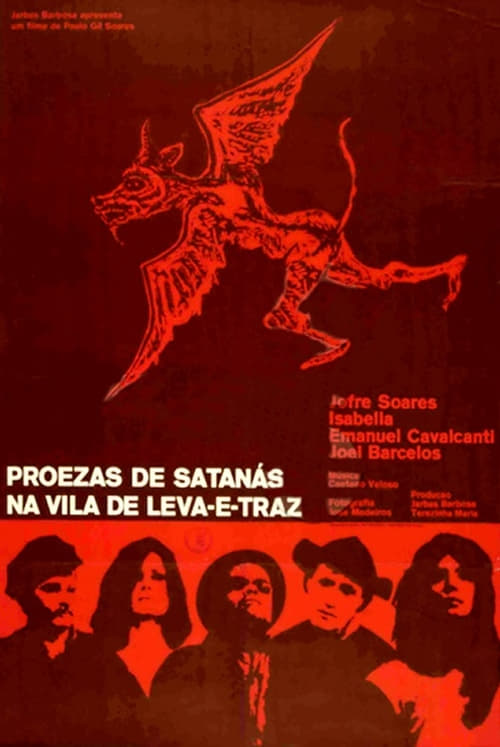 Jarbas Barbosa apresenta
um filme de Paulo Gil Soares
Jofre Soares
Isabella
Emanuel Cavalcanti
Joel Barcelos
PROEZAS DE SATANÁS
NA VILA DE LEVA-E-TRAZ
Música
Caetano Veloso
Fotografia
Medeiros
Produção
Jarbas Barbosa
Terezinha Maria